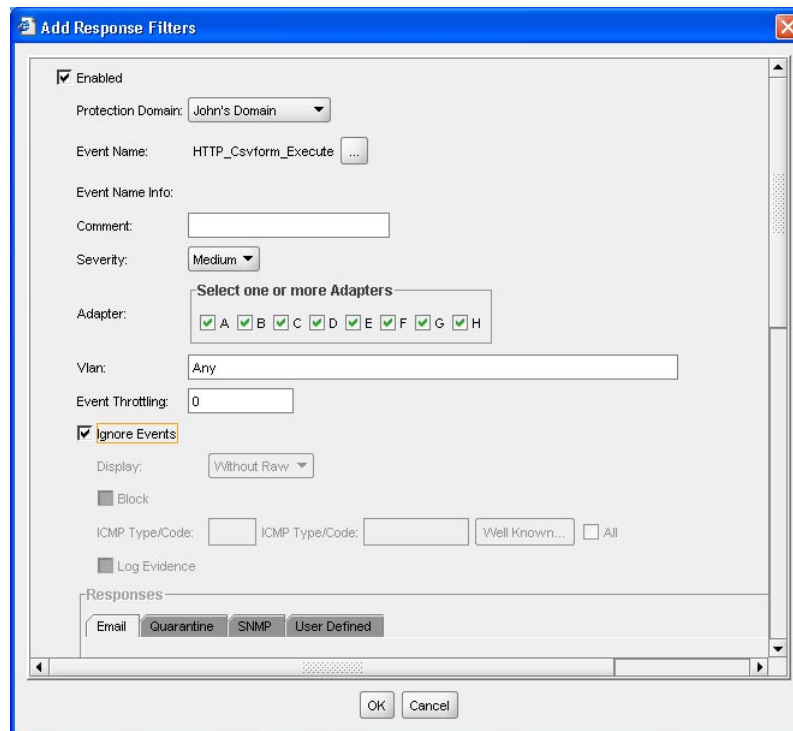 Add Response Filters
Enabled
Protection Domain: John's Domain
Event Name: HTTP_Csvform_Execute ...
Event Name Info:
Comment:
Severity: Medium
Select one or more Adapters
Adapter: A B C D E F G H
Vlan: Any
Event Throttling: 0
Ignore Events
Display: Without Raw
Block
ICMP Type/Code: ICMP Type/Code: Well Known... All
Log Evidence
Responses
Email Quarantine SNMP User Defined
OK Cancel